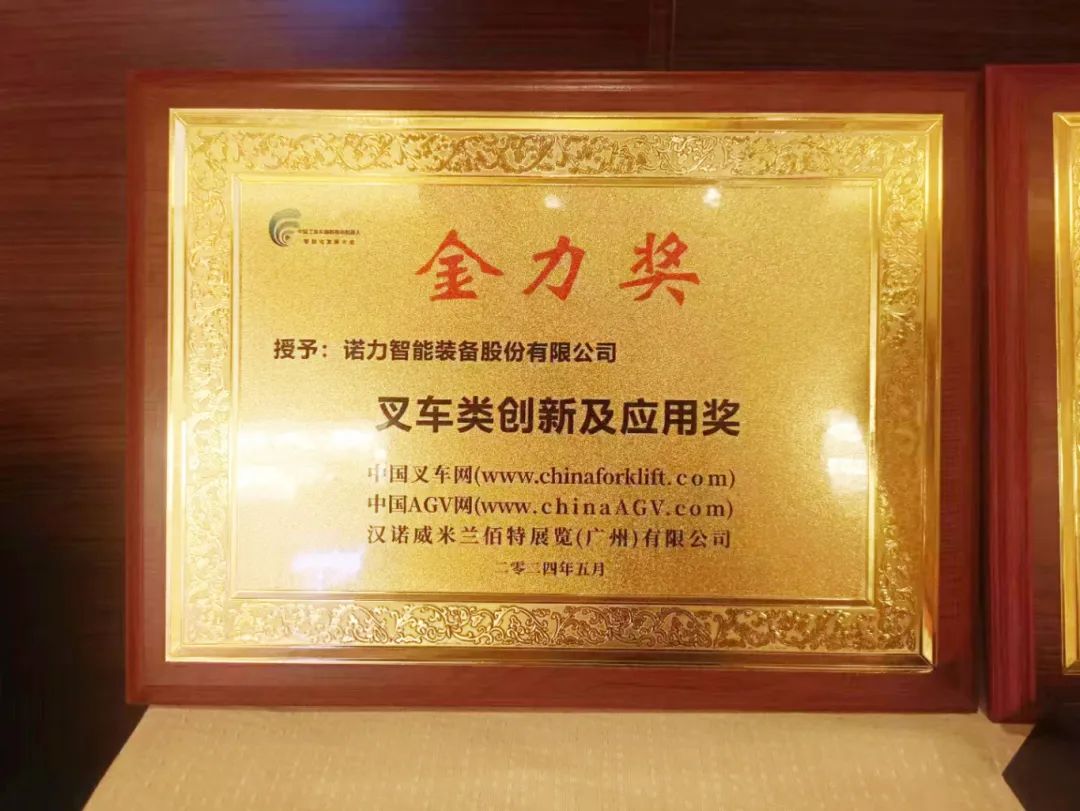 金力奖
授予：诺力智能装备股份有限公司
叉车类创新及应用奖
中国叉车网(www.chinaforklift.com)
中国AGV网(www.chinaAGV.com)
汉诺威米兰佰特展览(广州)有限公司
二零二四年五月